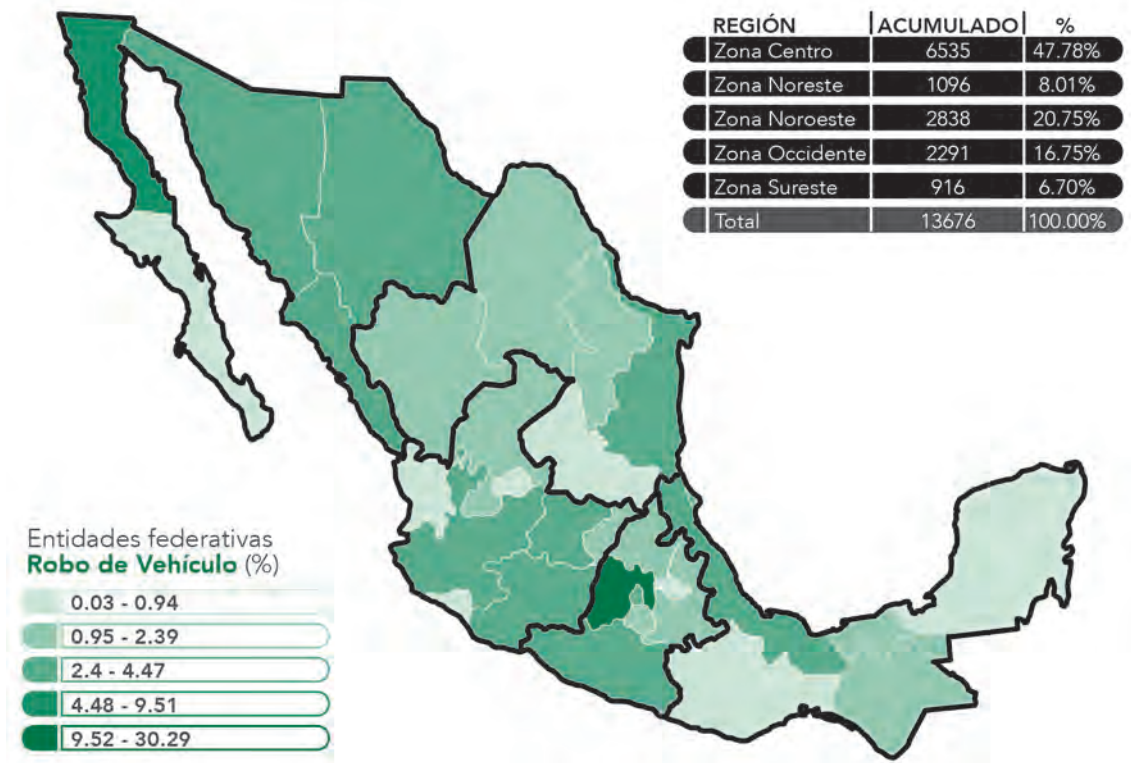 REGIÓN ACUMULADO %
Zona Centro 6535 47.78%
Zona Noreste 1096 8.01%
Zona Noroeste 2838 20.75%
Zona Occidente 2291 16.75%
Zona Sureste 916 6.70%
Total 13676 100.00%
Entidades federativas
Robo de Vehículo (%)
0.03 - 0.94
0.95 - 2.39
2.4 - 4.47
4.48 - 9.51
9.52 - 30.29